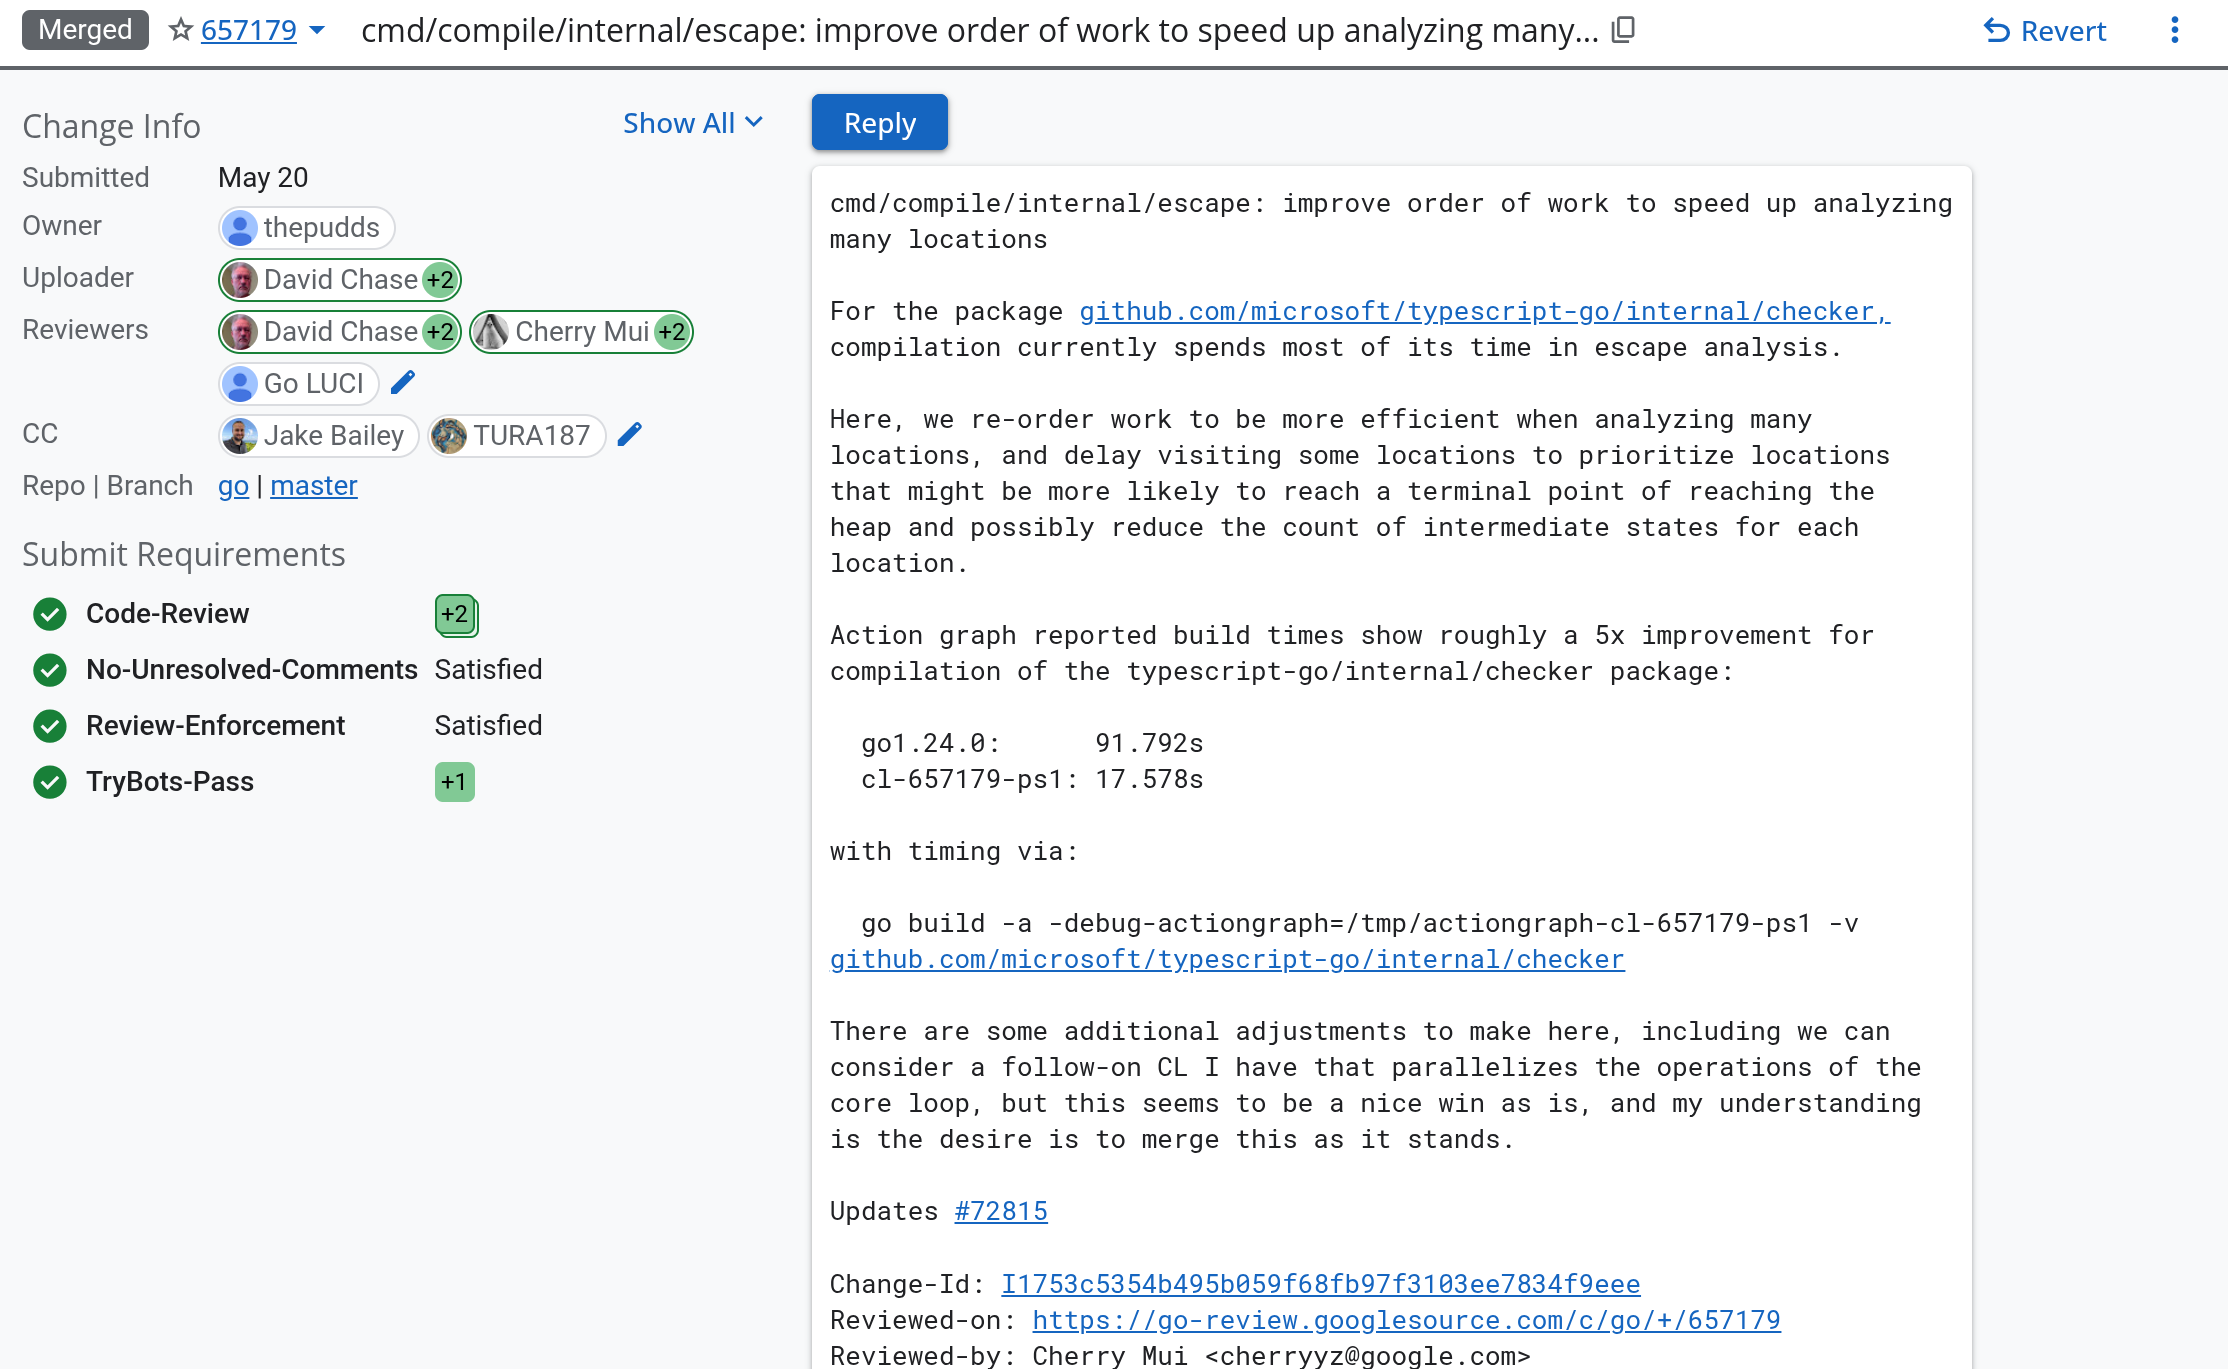 Merged 657179 cmd/compile/internal/escape: improve order of work to speed up analyzing many... Revert
Change Info Show All
Submitted May 20
Owner thepudds
Uploader David Chase +2
Reviewers David Chase +2 Cherry Mui +2
Go LUCI
CC Jake Bailey TURA187
Repo | Branch go | master
Submit Requirements
Code-Review +2
No-Unresolved-Comments Satisfied
Review-Enforcement Satisfied
TryBots-Pass +1
Reply
cmd/compile/internal/escape: improve order of work to speed up analyzing
many locations
For the package github.com/microsoft/typescript-go/internal/checker,
compilation currently spends most of its time in escape analysis.
Here, we re-order work to be more efficient when analyzing many
locations, and delay visiting some locations to prioritize locations
that might be more likely to reach a terminal point of reaching the
heap and possibly reduce the count of intermediate states for each
location.
Action graph reported build times show roughly a 5x improvement for
compilation of the typescript-go/internal/checker package:
go1.24.0: 91.792s
cl-657179-ps1: 17.578s
with timing via:
go build -a -debug-actiongraph=/tmp/actiongraph-cl-657179-ps1 -v
github.com/microsoft/typescript-go/internal/checker
There are some additional adjustments to make here, including we can
consider a follow-on CL I have that parallelizes the operations of the
core loop, but this seems to be a nice win as is, and my understanding
is the desire is to merge this as it stands.
Updates #72815
Change-Id: I1753c5354b495b059f68fb97f3103ee7834f9eee
Reviewed-on: https://go-review.googlesource.com/c/go/+/657179
Reviewed-by: Cherry Mui <cherryyz@google.com>